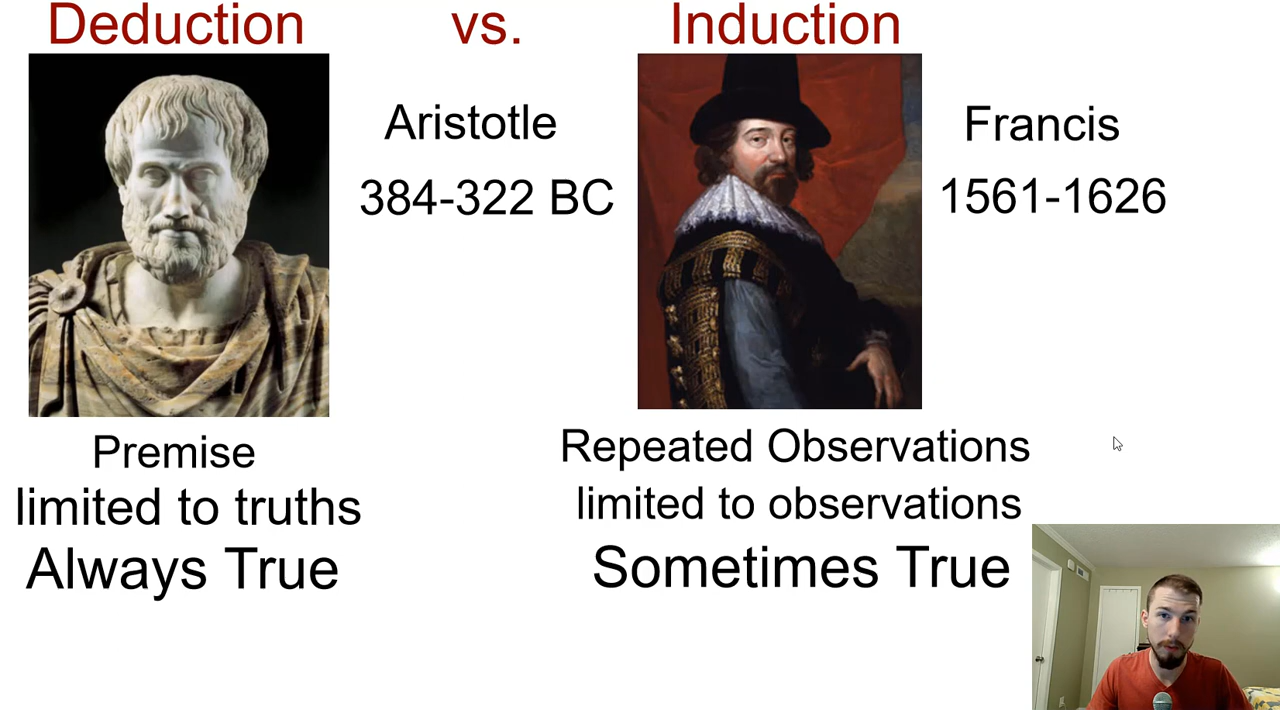 Deduction vs. Induction
Aristotle
384-322 BC
Francis
1561-1626
Premise
limited to truths
Always True
Repeated Observations
limited to observations
Sometimes True